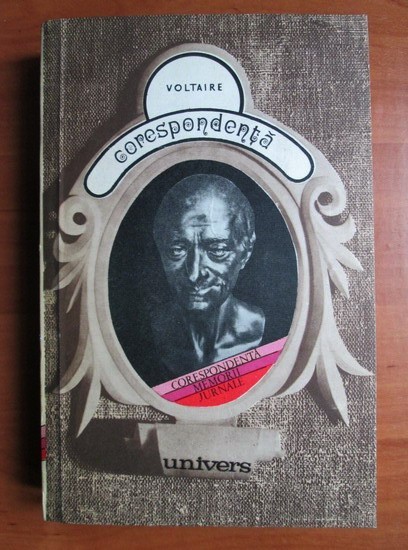 VOLTAIRE
corespondență
CORESPONDENȚĂ
MEMORII
JURNALE
univers